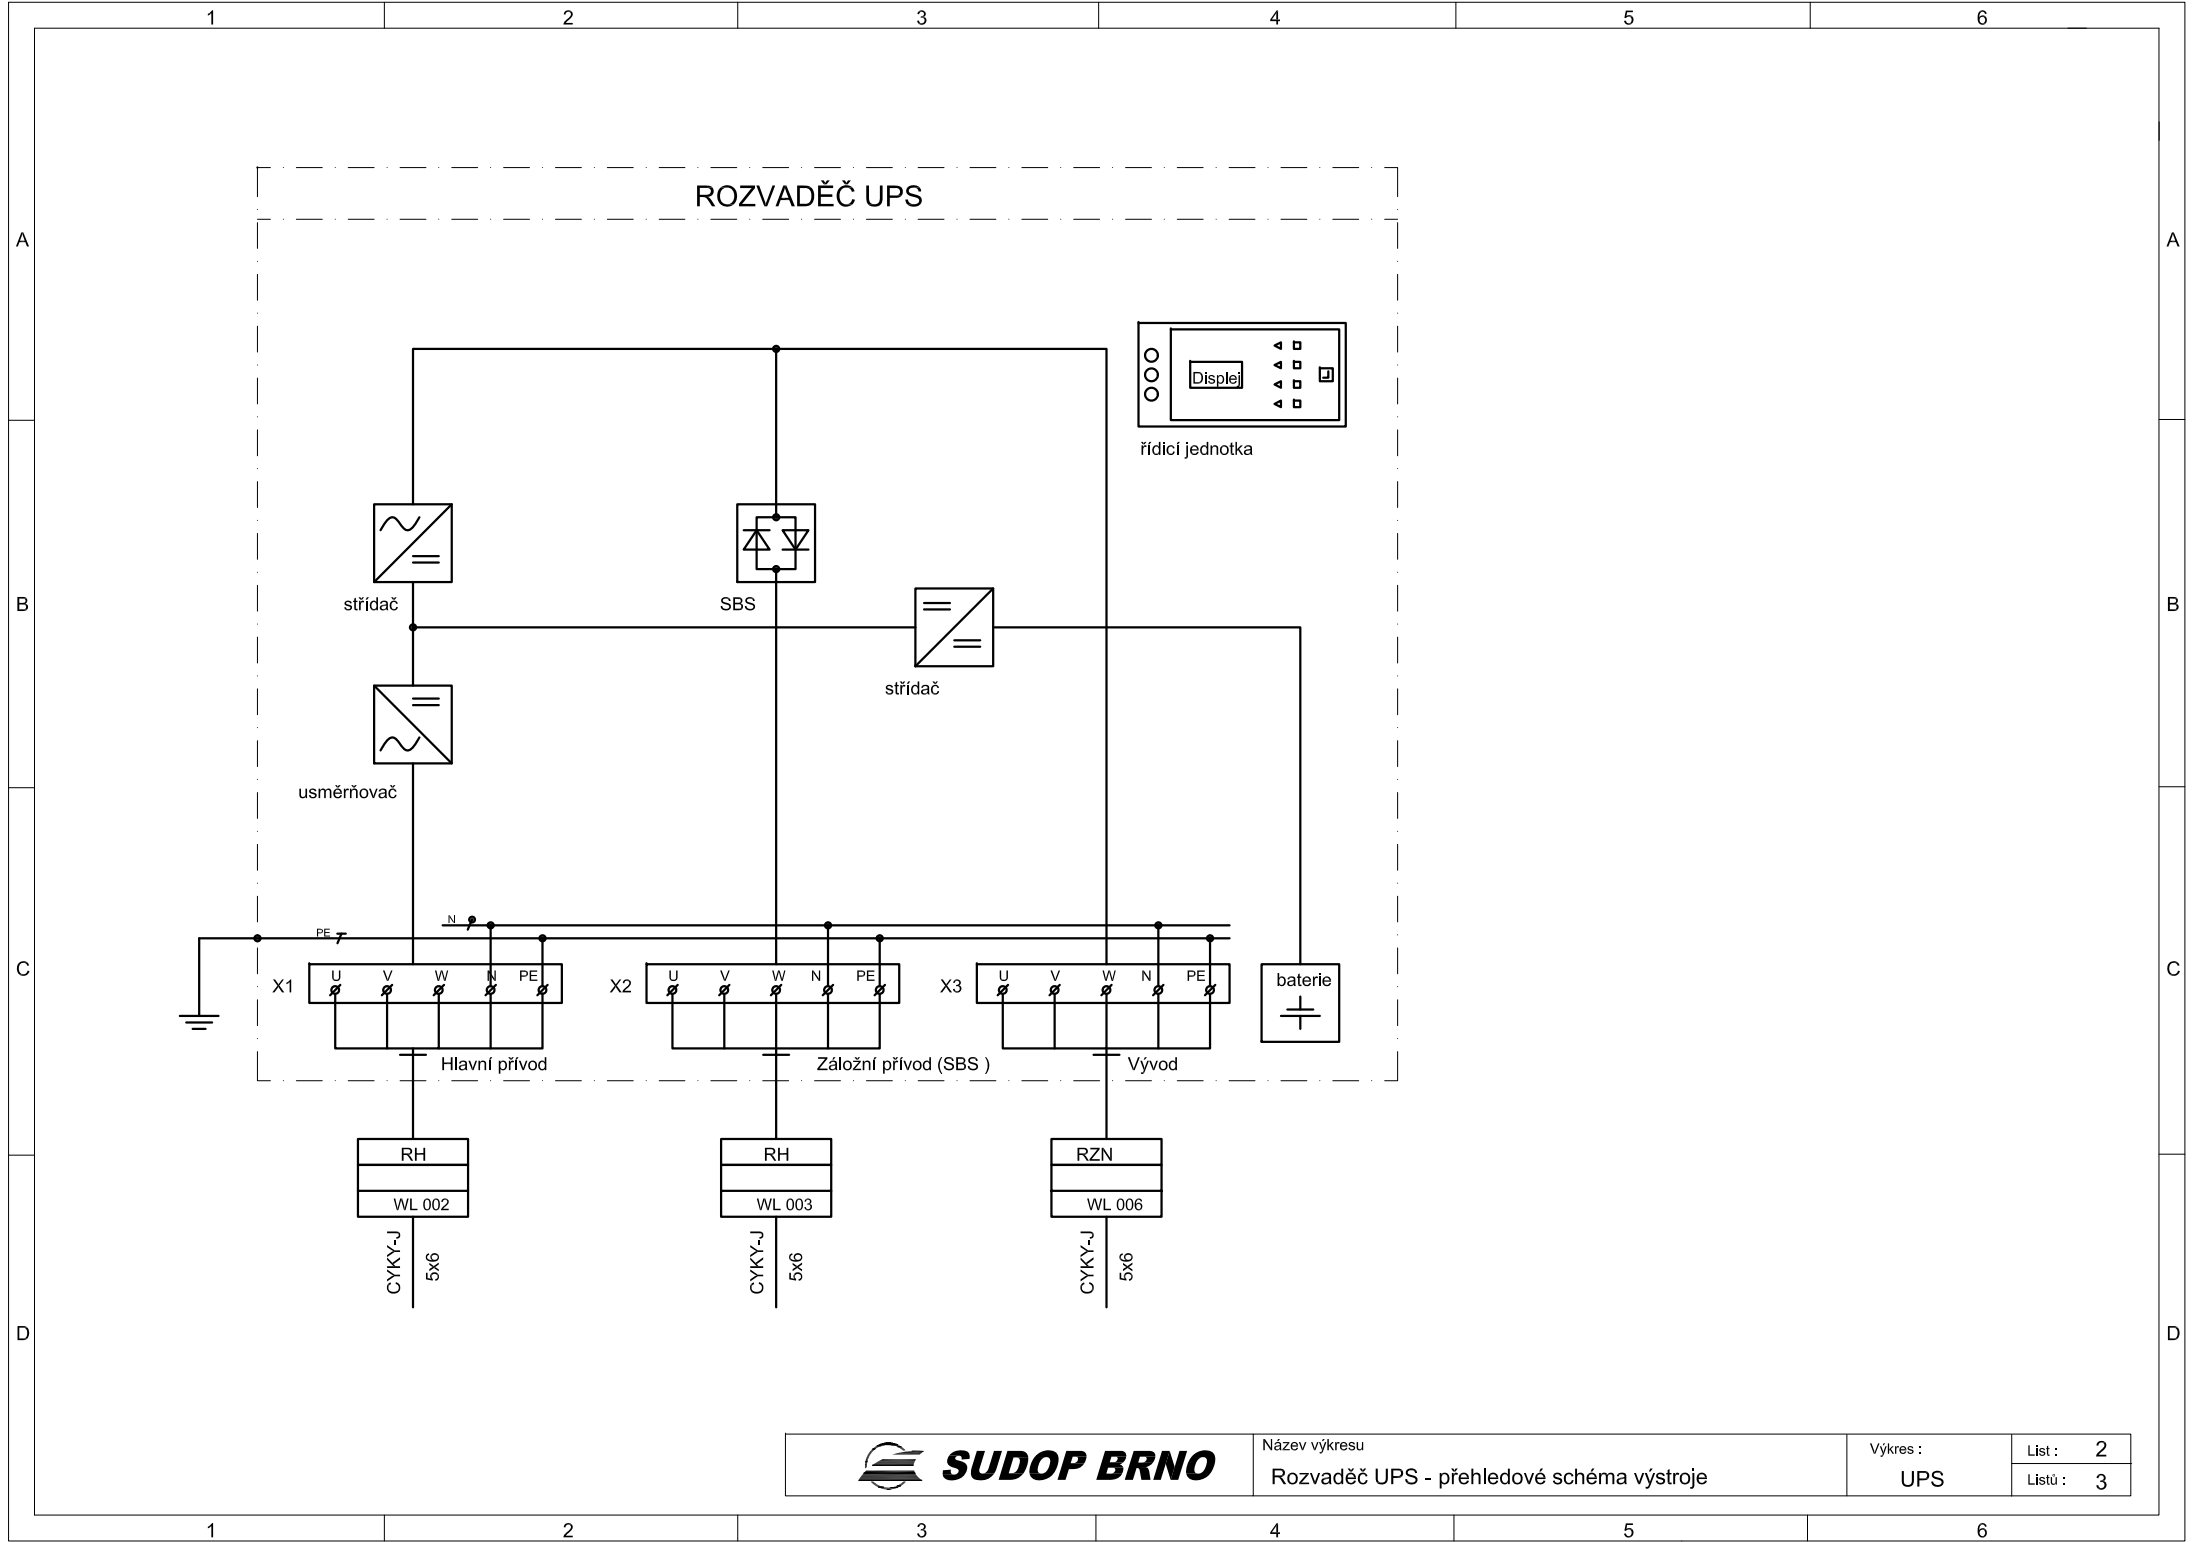 1 2 3 4 5 6
ROZVADĚČ UPS
A A
Displej
řídicí jednotka
střídač
SBS
B B
střídač
usměrňovač
N
PE
C C
X1 U V W N PE
X2 U V W N PE
X3 U V W N PE
baterie
Hlavní přívod
Záložní přívod (SBS )
Vývod
RH
WL 002
CYKY-J
5x6
RH
WL 003
CYKY-J
5x6
RZN
WL 006
CYKY-J
5x6
D D
SUDOP BRNO
Název výkresu
Rozvaděč UPS - přehledové schéma výstroje
Výkres :
UPS
List : 2
Listů : 3
1 2 3 4 5 6